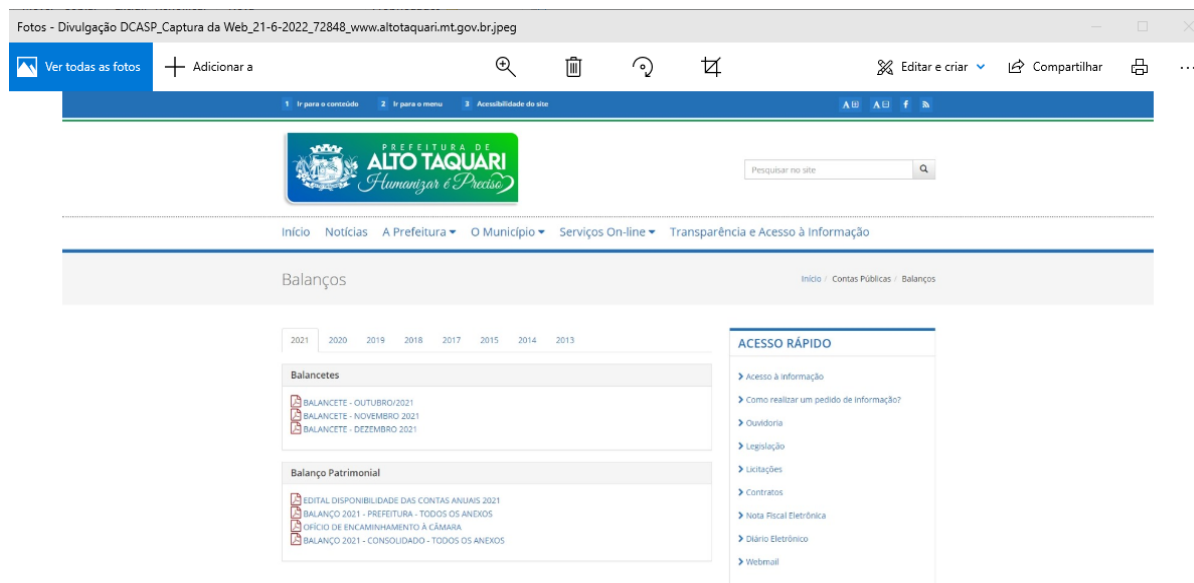 Fotos - Divulgação DCASP_Captura da Web_21-6-2022_72848_www.altotaquari.mt.gov.br.jpeg
Ver todas as fotos
Adicionar a
Editar e criar
Compartilhar
1 Ir para o conteúdo 2 Ir para o menu 3 Acessibilidade do site
A A f
PREFEITURA DE
ALTO TAQUARI
Humanizar é Preciso
Pesquisar no site
Início Notícias A Prefeitura O Município Serviços On-line Transparência e Acesso à Informação
Balanços
Início / Contas Públicas / Balanços
2021 2020 2019 2018 2017 2015 2014 2013
Balancetes
BALANCETE - OUTUBRO/2021
BALANCETE - NOVEMBRO 2021
BALANCETE - DEZEMBRO 2021
Balanço Patrimonial
EDITAL DISPONIBILIDADE DAS CONTAS ANUAIS 2021
BALANÇO 2021 - PREFEITURA - TODOS OS ANEXOS
OFÍCIO DE ENCAMINHAMENTO À CÂMARA
BALANÇO 2021 - CONSOLIDADO - TODOS OS ANEXOS
ACESSO RÁPIDO
Acesso à informação
Como realizar um pedido de informação?
Ouvidoria
Legislação
Licitações
Contratos
Nota Fiscal Eletrônica
Diário Eletrônico
Webmail